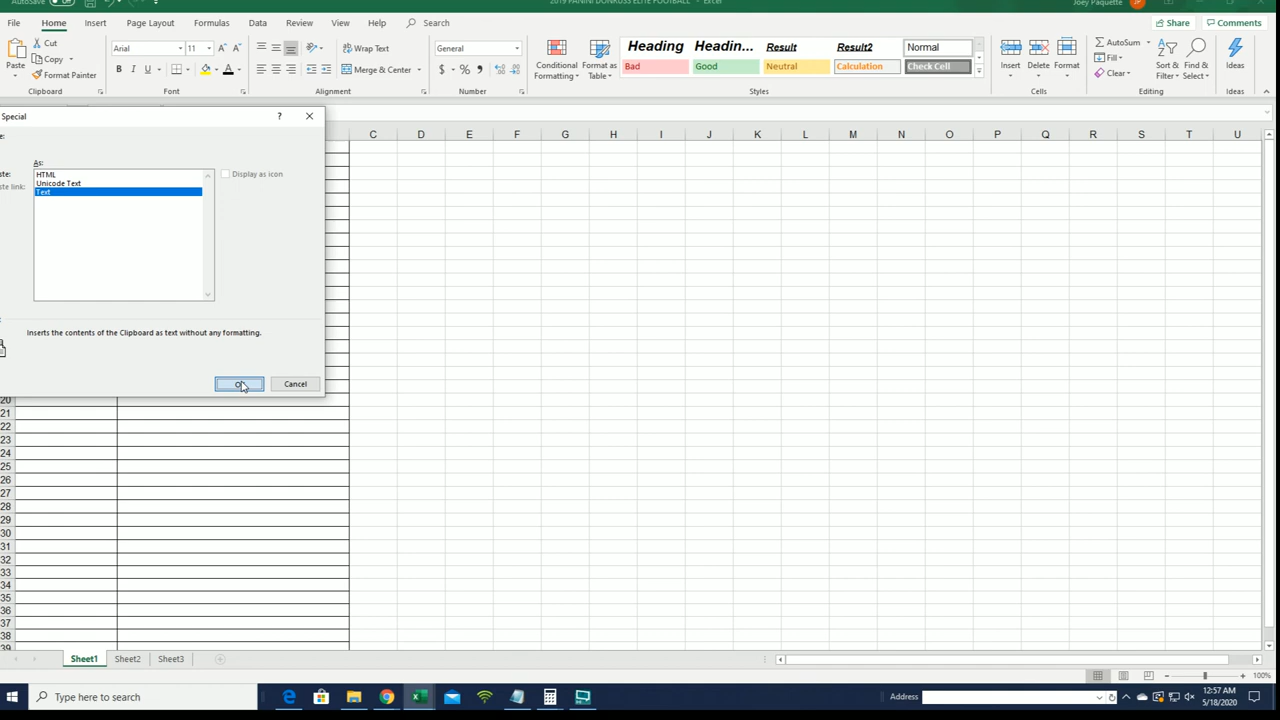 AutoSave
2019 PANINI DONRUSS ELITE FOOTBALL - Excel
Joey Paquette
JP
File Home Insert Page Layout Formulas Data Review View Help Search
Share Comments
Paste
Cut
Copy
Format Painter
Clipboard
Arial 11
B I U
Font
Wrap Text
Merge & Center
Alignment
General
$ % ,
Number
Conditional Formatting
Format as Table
Heading Headin... Result Result2 Normal
Bad Good Neutral Calculation Check Cell
Styles
Insert Delete Format
Cells
AutoSum
Fill
Clear
Sort & Filter
Find & Select
Editing
Ideas
Ideas
Special ? ×
C D E F G H I J K L M N O P Q R S T U
As:
HTML
Unicode Text
Text
Display as icon
ste:
ste link:
Inserts the contents of the Clipboard as text without any formatting.
Cancel
20
21
22
23
24
25
26
27
28
29
30
31
32
33
34
35
36
37
38
39
Sheet1 Sheet2 Sheet3
100%
Type here to search
Address
12:57 AM
5/18/2020